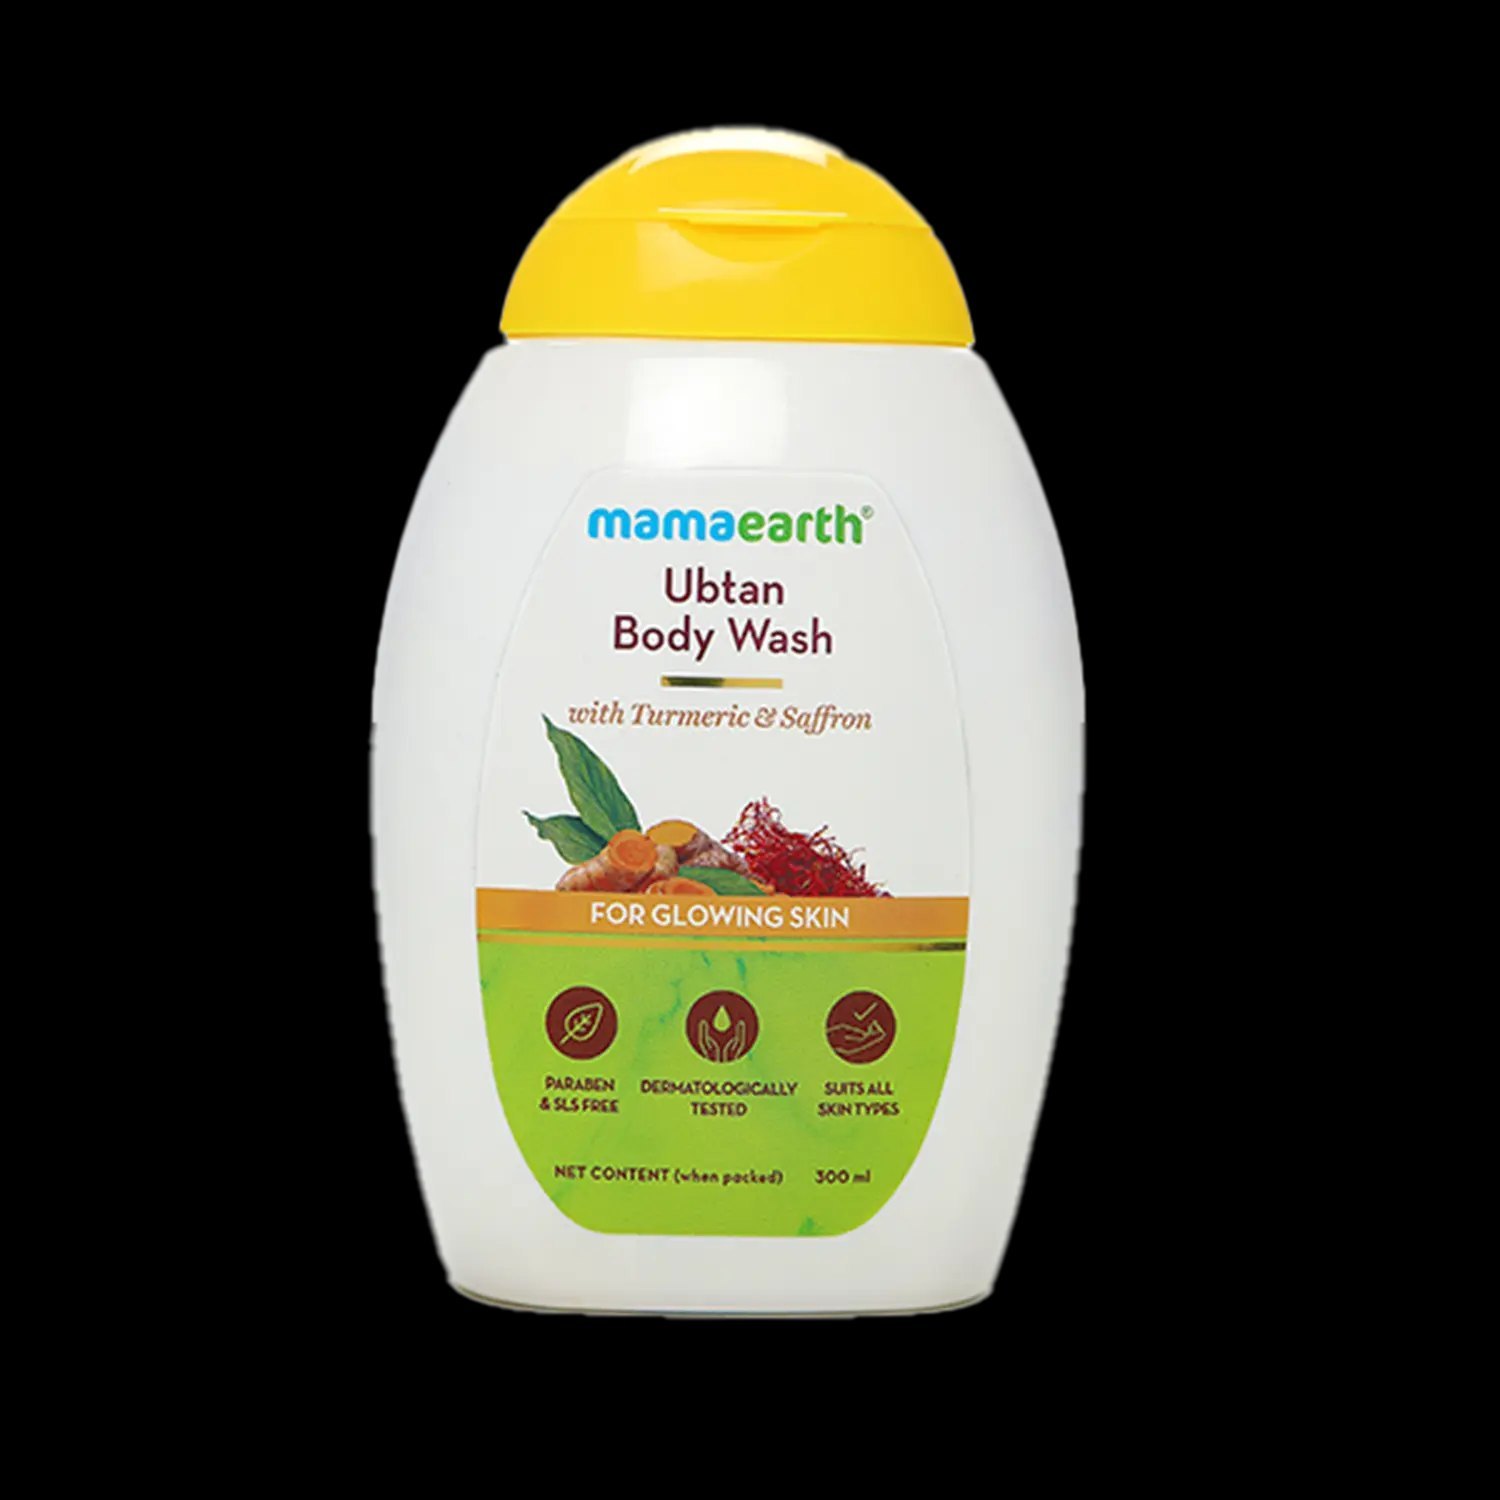 mamaearth®
Ubtan
Body Wash
with Turmeric & Saffron
FOR GLOWING SKIN
PARABEN
& SLS FREE
DERMATOLOGICALLY
TESTED
SUITS ALL
SKIN TYPES
NET CONTENT (when packed) 300 ml